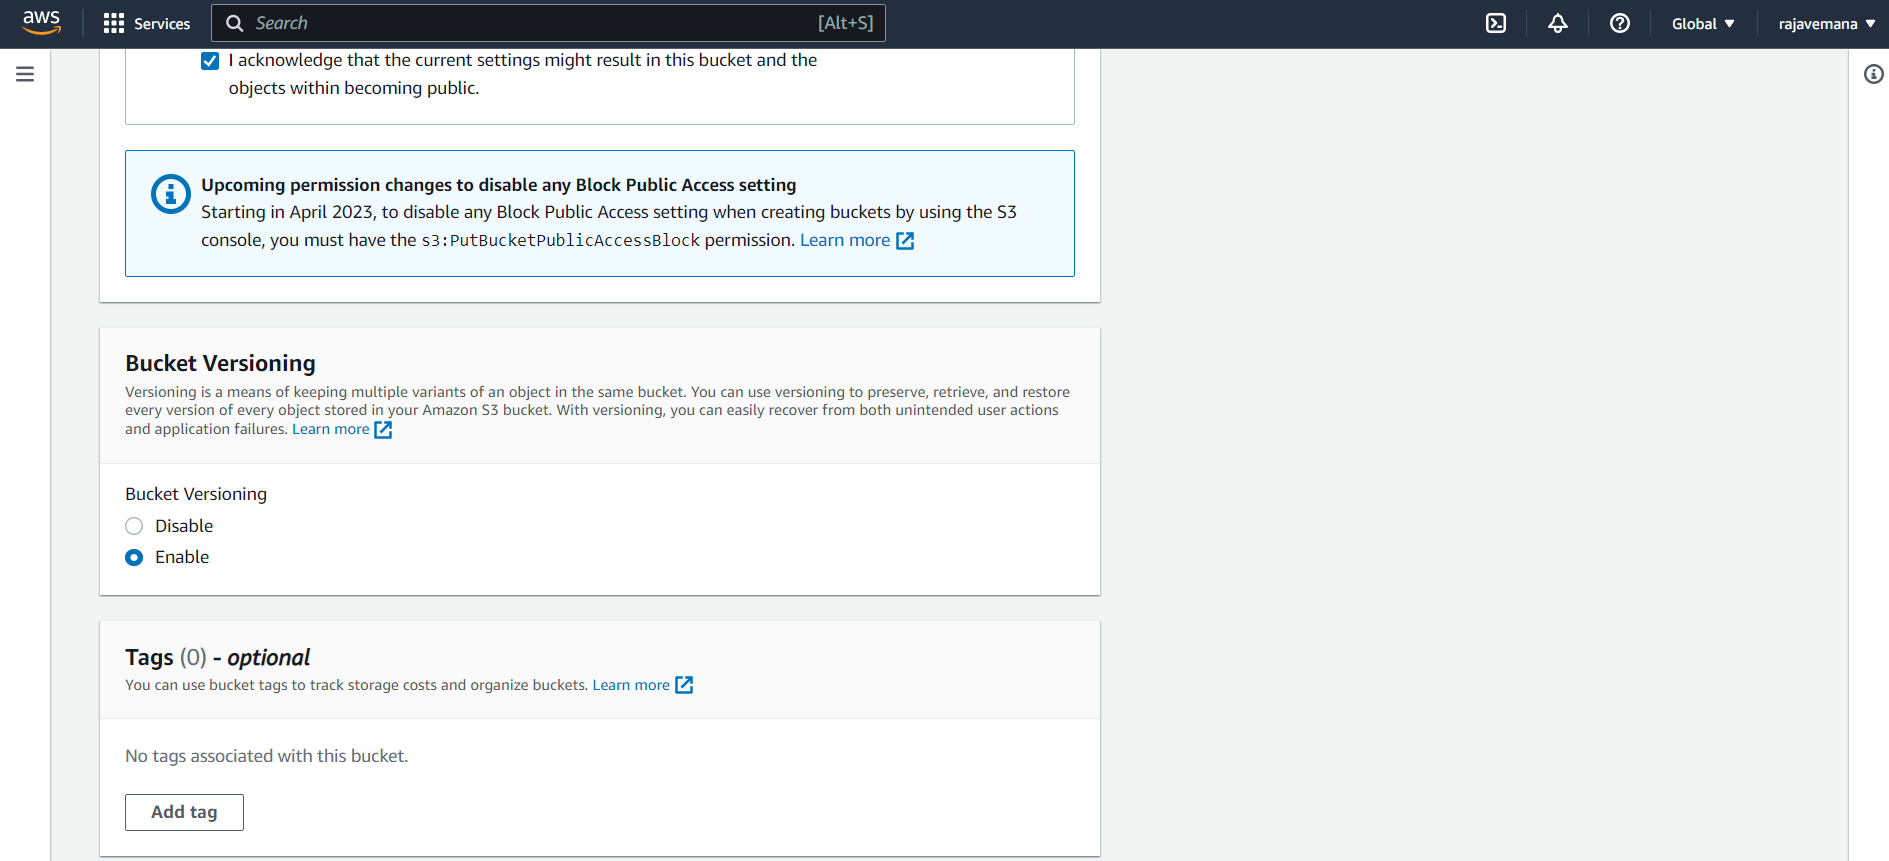 aws
Services
Search
[Alt+S]
Global
rajavemana
I acknowledge that the current settings might result in this bucket and the
objects within becoming public.
Upcoming permission changes to disable any Block Public Access setting
Starting in April 2023, to disable any Block Public Access setting when creating buckets by using the S3
console, you must have the s3:PutBucketPublicAccessBlock permission. Learn more
Bucket Versioning
Versioning is a means of keeping multiple variants of an object in the same bucket. You can use versioning to preserve, retrieve, and restore
every version of every object stored in your Amazon S3 bucket. With versioning, you can easily recover from both unintended user actions
and application failures. Learn more
Bucket Versioning
Disable
Enable
Tags (0) - optional
You can use bucket tags to track storage costs and organize buckets. Learn more
No tags associated with this bucket.
Add tag